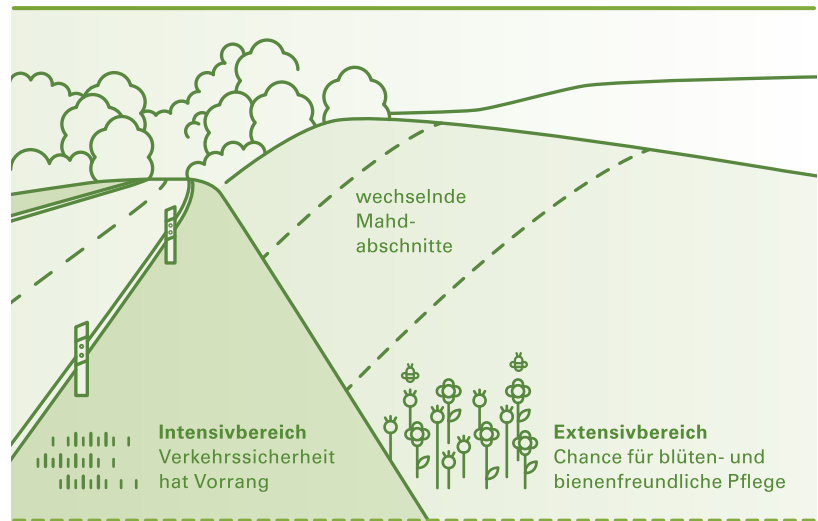 wechselnde
Mahd-
abschnitte
Intensivbereich
Verkehrssicherheit
hat Vorrang
Extensivbereich
Chance für blüten- und
bienenfreundliche Pflege